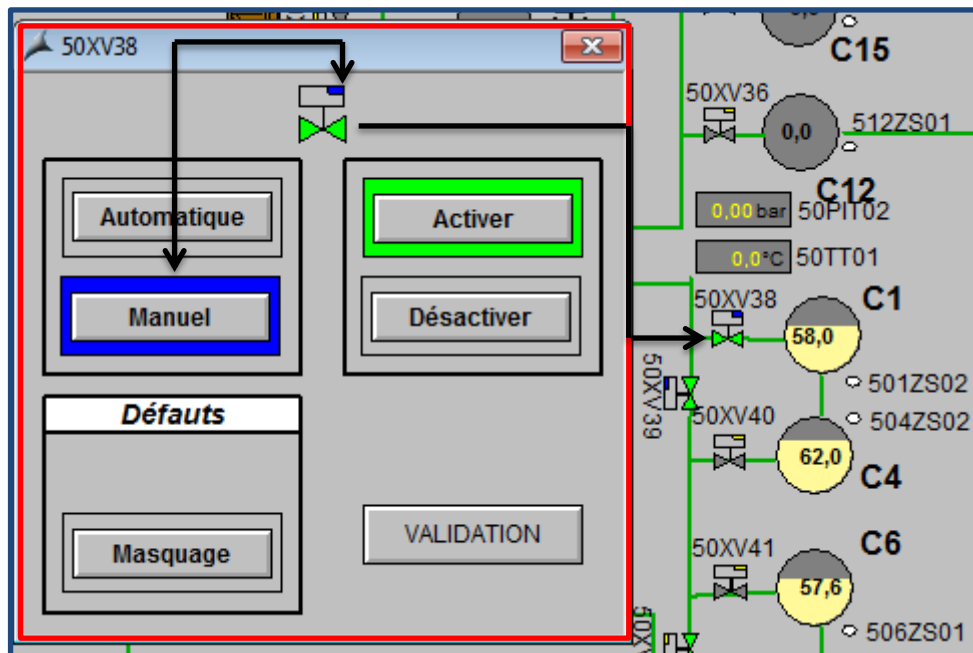 50XV38
Automatique
Manuel
Activer
Désactiver
Défauts
Masquage
VALIDATION
C15
50XV36
0,0
512ZS01
C12
0,00 bar
50PIT02
0,0°C
50TT01
50XV38
C1
58,0
501ZS02
50XV39
504ZS02
50XV40
62,0
C4
50XV41
C6
57,6
506ZS01